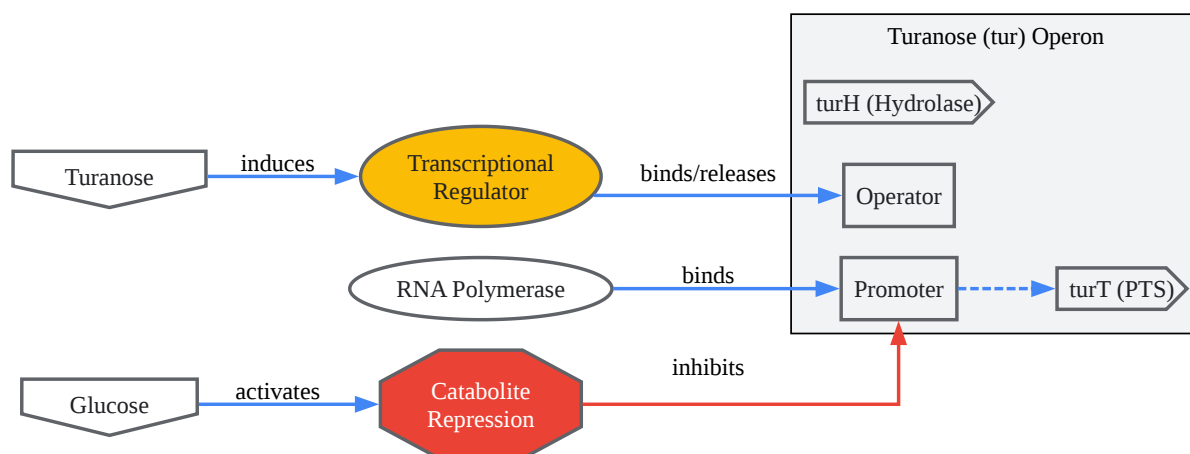 Turanose (tur) Operon
turH (Hydrolase)
Turanose
induces
Transcriptional
Regulator
binds/releases
Operator
RNA Polymerase
binds
Promoter
turT (PTS)
Glucose
activates
Catabolite
Repression
inhibits